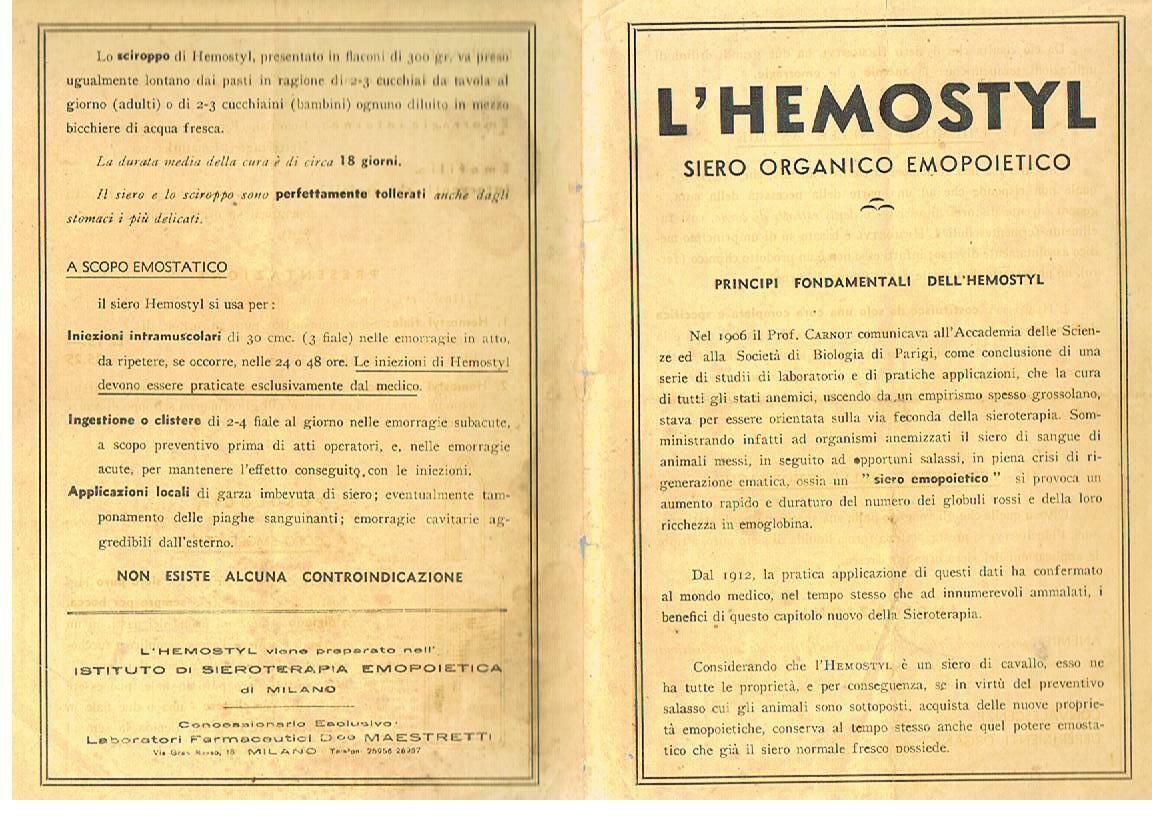 Lo sciroppo di Hemostyl, presentato in flaconi di 300 gr. va preso
ugualmente lontano dai pasti in ragione di 2-3 cucchiai da tavola al
giorno (adulti) o di 2-3 cucchiaini (bambini) ognuno diluito in mezzo
bicchiere di acqua fresca.
La durata media della cura è di circa 18 giorni.
Il siero e lo sciroppo sono perfettamente tollerati anche dagli
stomaci i più delicati.
A SCOPO EMOSTATICO
il siero Hemostyl si usa per:
Iniezioni intramuscolari di 30 cmc. (3 fiale) nelle emorragie in atto,
da ripetere, se occorre, nelle 24 o 48 ore. Le iniezioni di Hemostyl
devono essere praticate esclusivamente dal medico.
Ingestione o clistere di 2-4 fiale al giorno nelle emorragie subacute,
a scopo preventivo prima di atti operatori, e, nelle emorragie
acute, per mantenere l'effetto conseguito con le iniezioni.
Applicazioni locali di garza imbevuta di siero; eventualmente tam-
ponamento delle piaghe sanguinanti; emorragie cavitarie ag-
gredibili dall'esterno.
NON ESISTE ALCUNA CONTROINDICAZIONE
L'HEMOSTYL viene preparato nell'
ISTITUTO DI SIEROTERAPIA EMOPOIETICA
di MILANO
Concessionario Esclusivo:
Laboratori Farmaceutici D.co MAESTRETTI
MILANO
L'HEMOSTYL
SIERO ORGANICO EMOPOIETICO
PRINCIPI FONDAMENTALI DELL'HEMOSTYL
Nel 1906 il Prof. CARNOT comunicava all'Accademia delle Scien-
ze ed alla Società di Biologia di Parigi, come conclusione di una
serie di studii di laboratorio e di pratiche applicazioni, che la cura
di tutti gli stati anemici, uscendo da un empirismo spesso grossolano,
stava per essere orientata sulla via feconda della sieroterapia. Som-
ministrando infatti ad organismi anemizzati il siero di sangue di
animali messi, in seguito ad opportuni salassi, in piena crisi di ri-
generazione ematica, ossia un "siero emopoietico" si provoca un
aumento rapido e duraturo del numero dei globuli rossi e della loro
ricchezza in emoglobina.
Dal 1912, la pratica applicazione di questi dati ha confermato
al mondo medico, nel tempo stesso che ad innumerevoli ammalati, i
benefici di questo capitolo nuovo della Sieroterapia.
Considerando che l'HEMOSTYL è un siero di cavallo, esso ne
ha tutte le proprietà, e per conseguenza, se in virtù del preventivo
salasso cui gli animali sono sottoposti, acquista delle nuove proprie-
tà emopoietiche, conserva al tempo stesso anche quel potere emosta-
tico che già il siero normale fresco possiede.